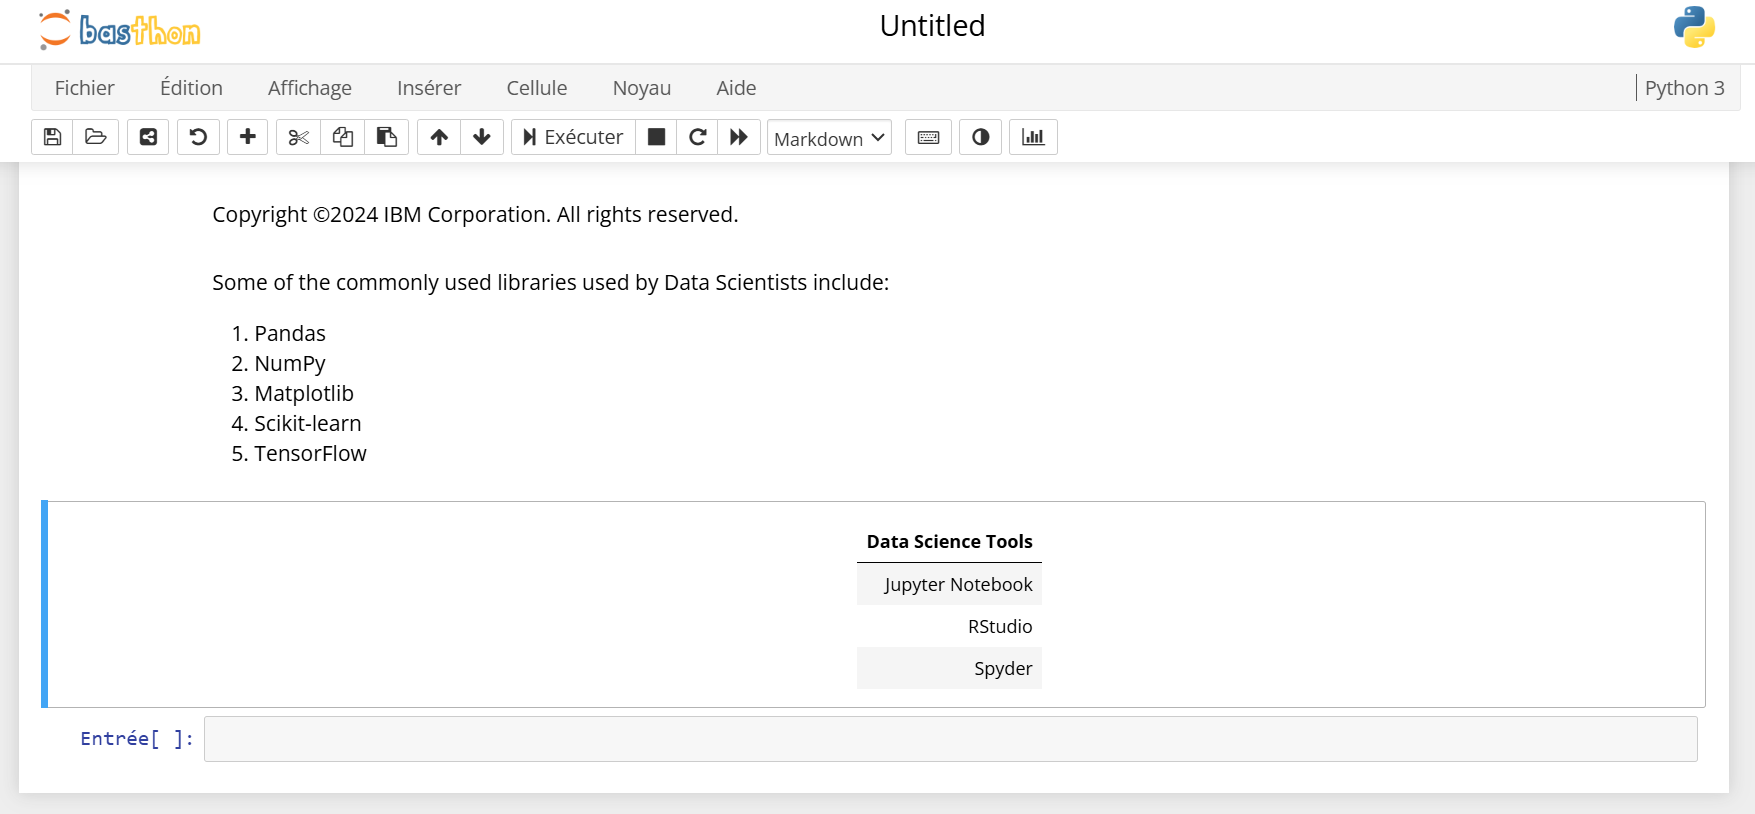 basthon
Untitled
Fichier Édition Affichage Insérer Cellule Noyau Aide Python 3
Exécuter Markdown
Copyright ©2024 IBM Corporation. All rights reserved.
Some of the commonly used libraries used by Data Scientists include:
1. Pandas
2. NumPy
3. Matplotlib
4. Scikit-learn
5. TensorFlow
Data Science Tools
Jupyter Notebook
RStudio
Spyder
Entrée[ ]: